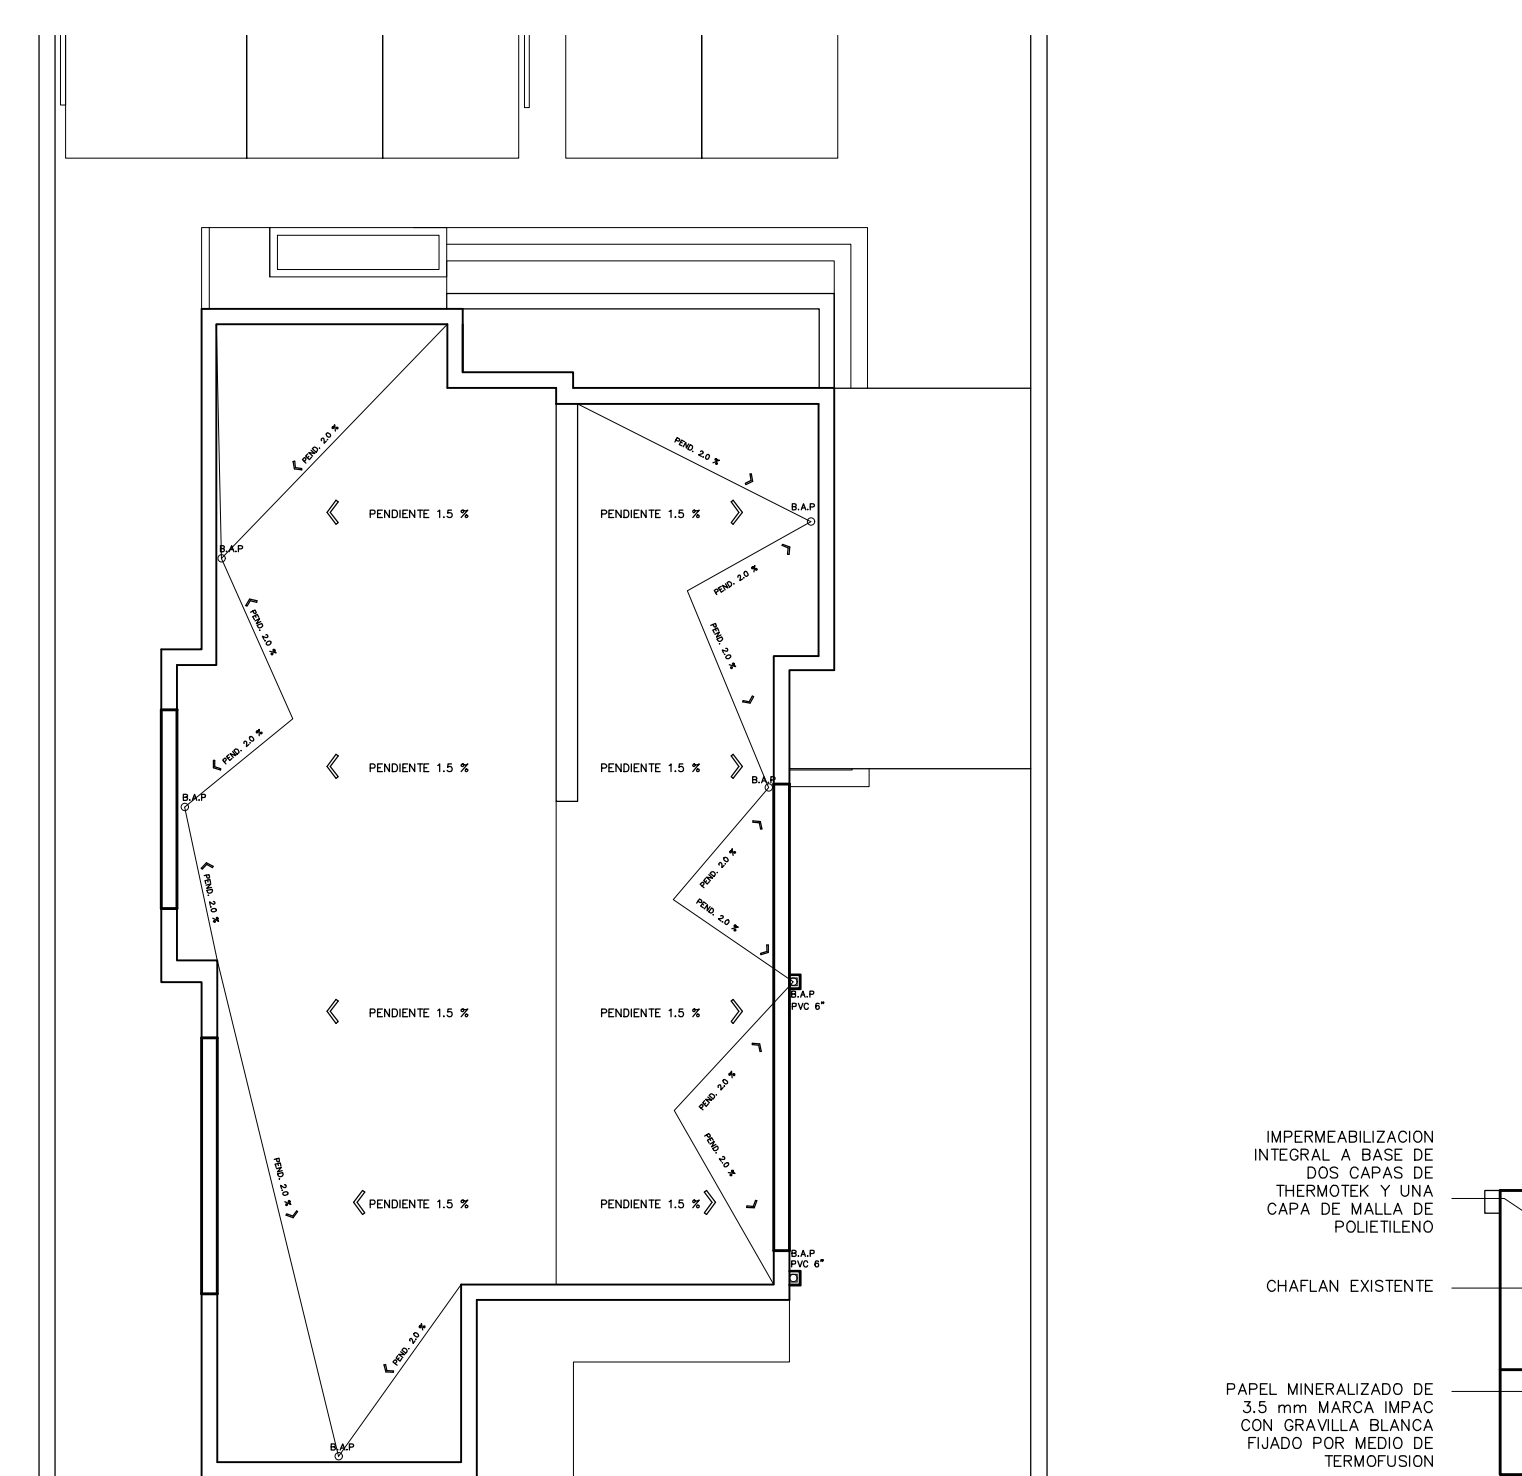 PEND. 2.0 %
PEND. 2.0 %
PENDIENTE 1.5 %
PENDIENTE 1.5 %
B.A.P
B.A.P
PEND. 2.0 %
PEND. 2.0 %
PEND. 2.0 %
PEND. 2.0 %
PENDIENTE 1.5 %
PENDIENTE 1.5 %
B.A.P
B.A.P
PEND. 2.0 %
PEND. 2.0 %
PEND. 2.0 %
B.A.P
PVC 6"
PENDIENTE 1.5 %
PENDIENTE 1.5 %
PEND. 2.0 %
PEND. 2.0 %
PEND. 2.0 %
PENDIENTE 1.5 %
PENDIENTE 1.5 %
B.A.P
PVC 6"
PEND. 2.0 %
B.A.P
IMPERMEABILIZACION
INTEGRAL A BASE DE
DOS CAPAS DE
THERMOTEK Y UNA
CAPA DE MALLA DE
POLIETILENO
CHAFLAN EXISTENTE
PAPEL MINERALIZADO DE
3.5 mm MARCA IMPAC
CON GRAVILLA BLANCA
FIJADO POR MEDIO DE
TERMOFUSION